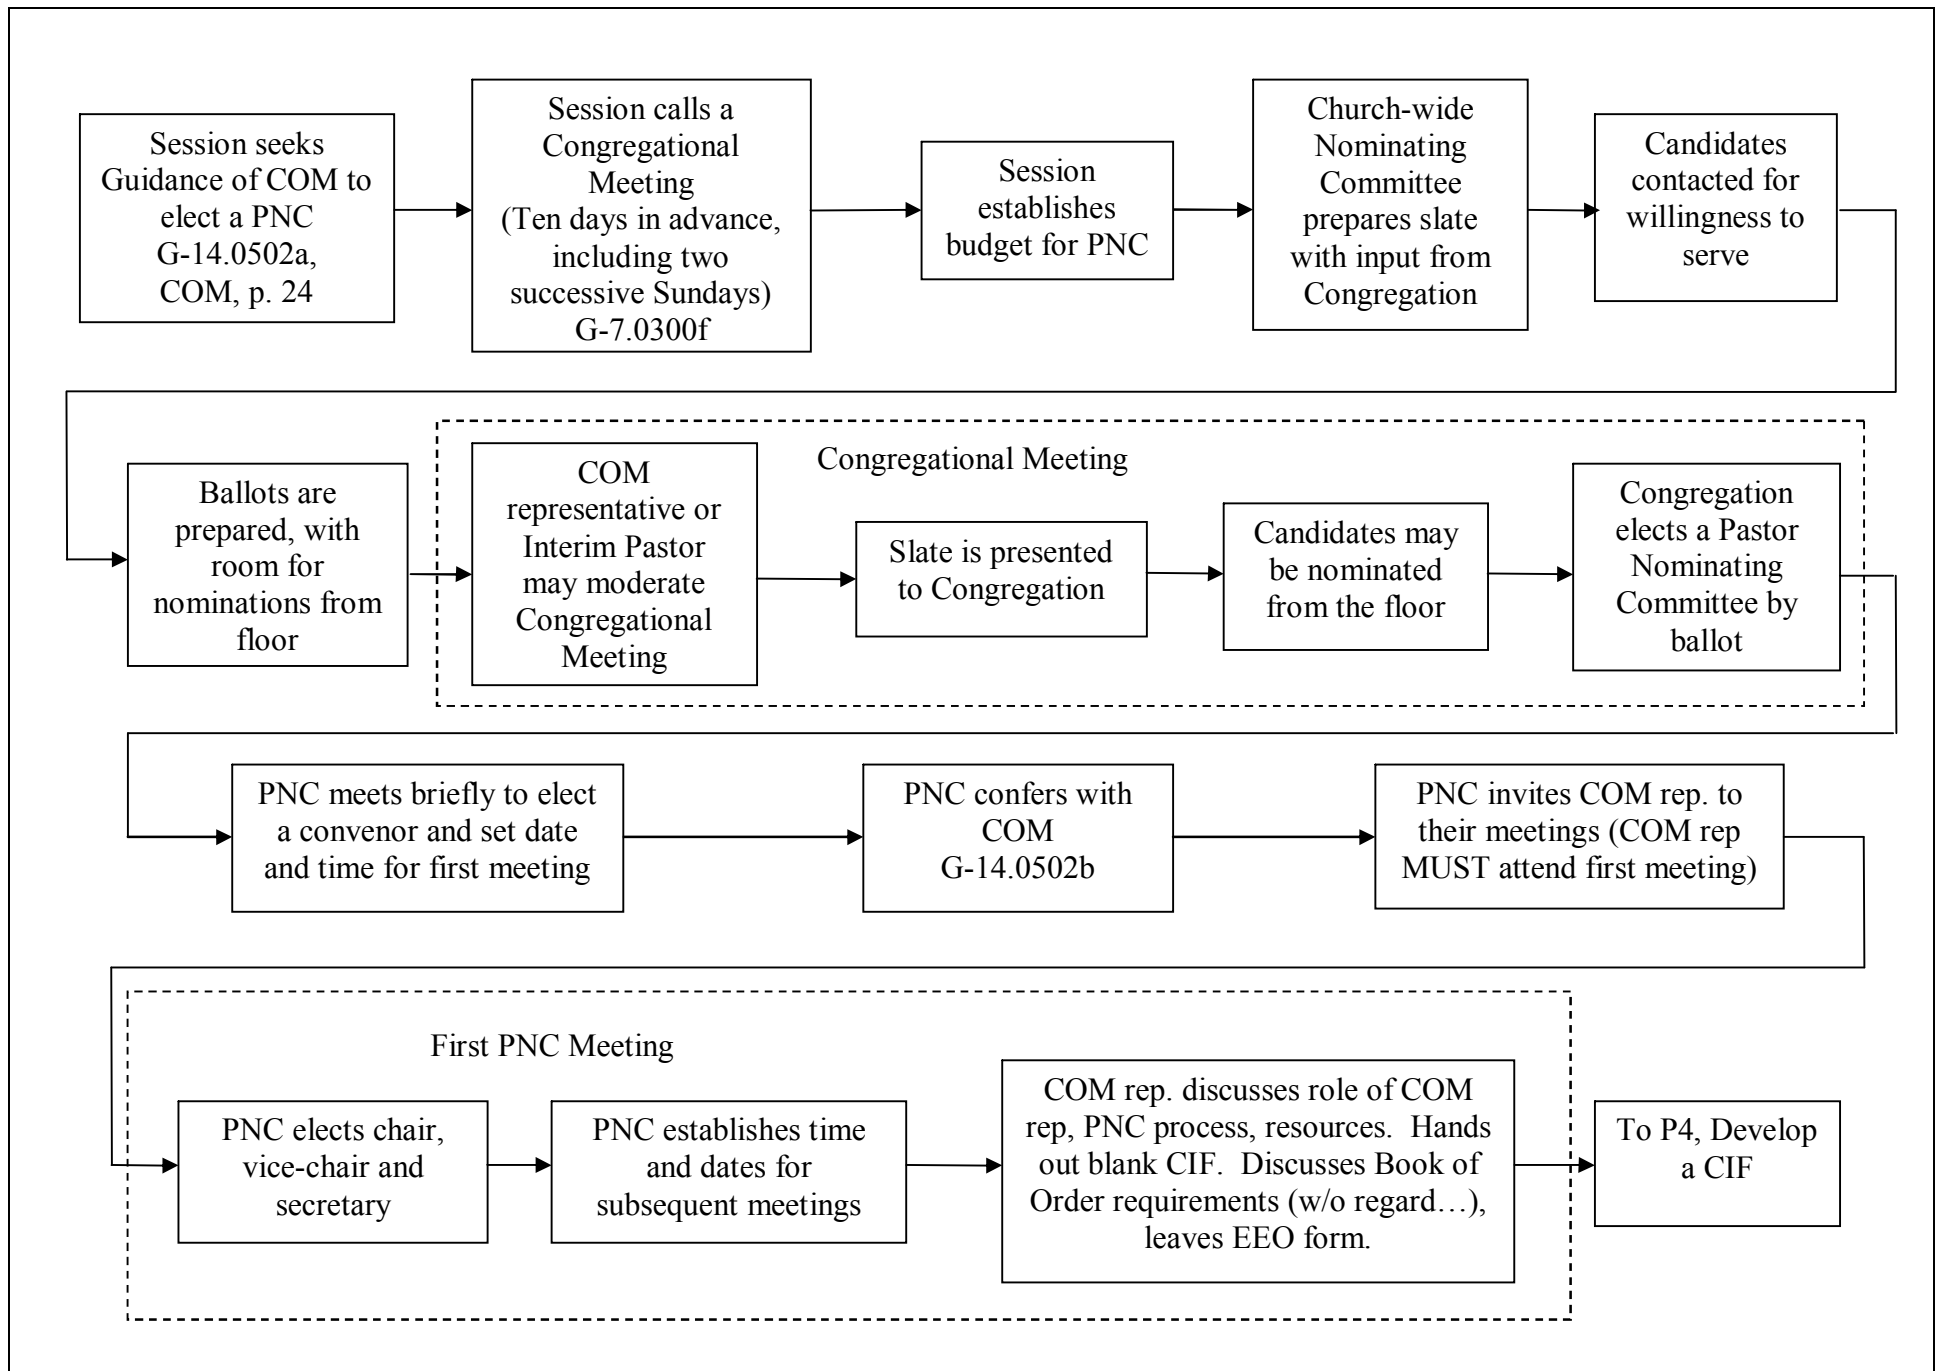 Session seeks
Guidance of COM to
elect a PNC
G-14.0502a,
COM, p. 24
Session calls a
Congregational
Meeting
(Ten days in advance,
including two
successive Sundays)
G-7.0300f
Session
establishes
budget for PNC
Church-wide
Nominating
Committee
prepares slate
with input from
Congregation
Candidates
contacted for
willingness to
serve
Ballots are
prepared, with
room for
nominations from
floor
Congregational Meeting
COM
representative or
Interim Pastor
may moderate
Congregational
Meeting
Slate is presented
to Congregation
Candidates may
be nominated
from the floor
Congregation
elects a Pastor
Nominating
Committee by
ballot
PNC meets briefly to elect
a convenor and set date
and time for first meeting
PNC confers with
COM
G-14.0502b
PNC invites COM rep. to
their meetings (COM rep
MUST attend first meeting)
First PNC Meeting
PNC elects chair,
vice-chair and
secretary
PNC establishes time
and dates for
subsequent meetings
COM rep. discusses role of COM
rep, PNC process, resources.  Hands
out blank CIF.  Discusses Book of
Order requirements (w/o regard…),
leaves EEO form.
To P4, Develop
a CIF